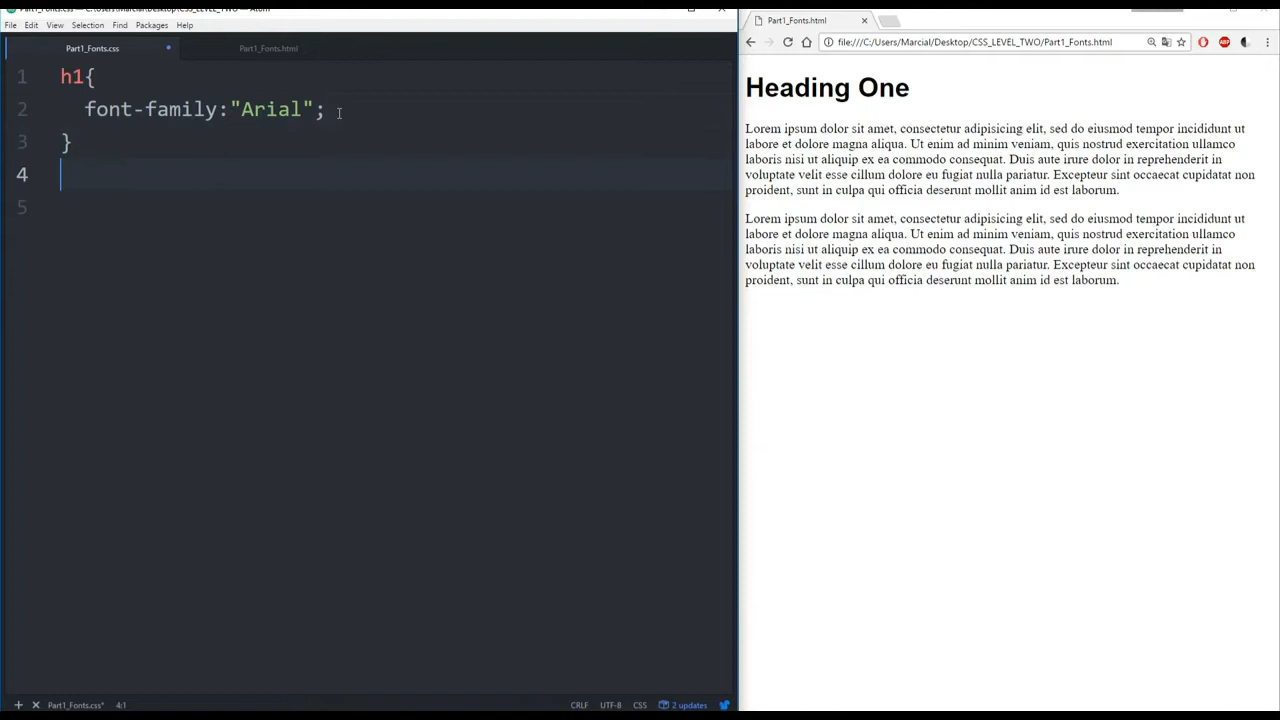 Part1_Fonts.css — C:\Users\Marcial\Desktop\CSS_LEVEL_TWO — Atom
File Edit View Selection Find Packages Help
Part1_Fonts.css Part1_Fonts.html
1 h1{
2 font-family:"Arial";
3 }
4
5
+ × Part1_Fonts.css* 4:1 CRLF UTF-8 CSS 2 updates
Part1_Fonts.html
file:///C:/Users/Marcial/Desktop/CSS_LEVEL_TWO/Part1_Fonts.html ABP
Heading One
Lorem ipsum dolor sit amet, consectetur adipisicing elit, sed do eiusmod tempor incididunt ut
labore et dolore magna aliqua. Ut enim ad minim veniam, quis nostrud exercitation ullamco
laboris nisi ut aliquip ex ea commodo consequat. Duis aute irure dolor in reprehenderit in
voluptate velit esse cillum dolore eu fugiat nulla pariatur. Excepteur sint occaecat cupidatat non
proident, sunt in culpa qui officia deserunt mollit anim id est laborum.
Lorem ipsum dolor sit amet, consectetur adipisicing elit, sed do eiusmod tempor incididunt ut
labore et dolore magna aliqua. Ut enim ad minim veniam, quis nostrud exercitation ullamco
laboris nisi ut aliquip ex ea commodo consequat. Duis aute irure dolor in reprehenderit in
voluptate velit esse cillum dolore eu fugiat nulla pariatur. Excepteur sint occaecat cupidatat non
proident, sunt in culpa qui officia deserunt mollit anim id est laborum.